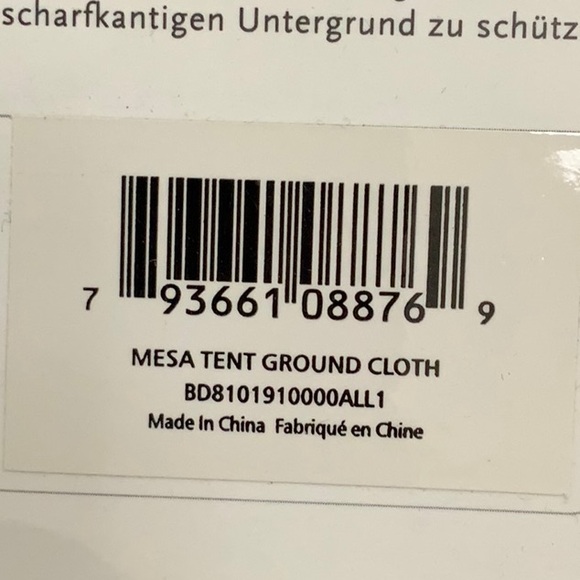 scharfkantigen Untergrund zu schütz
7 93661 08876 9
MESA TENT GROUND CLOTH
BD8101910000ALL1
Made In China Fabriqué en Chine